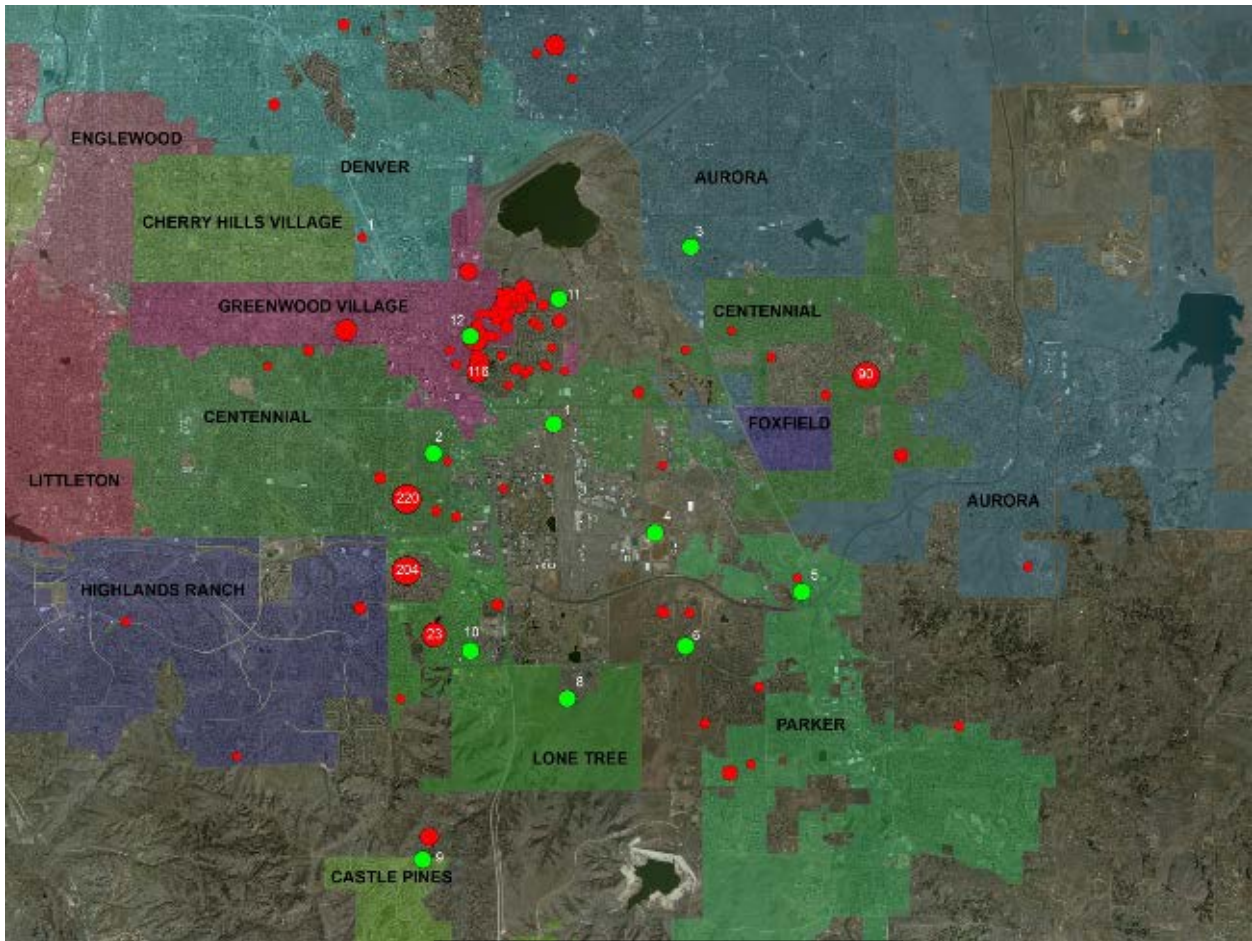 ENGLEWOOD
DENVER
AURORA
CHERRY HILLS VILLAGE
1
3
GREENWOOD VILLAGE
11
CENTENNIAL
12
116
90
CENTENNIAL
1
FOXFIELD
2
LITTLETON
220
AURORA
4
204
5
HIGHLANDS RANCH
23
10
6
8
PARKER
LONE TREE
9
CASTLE PINES